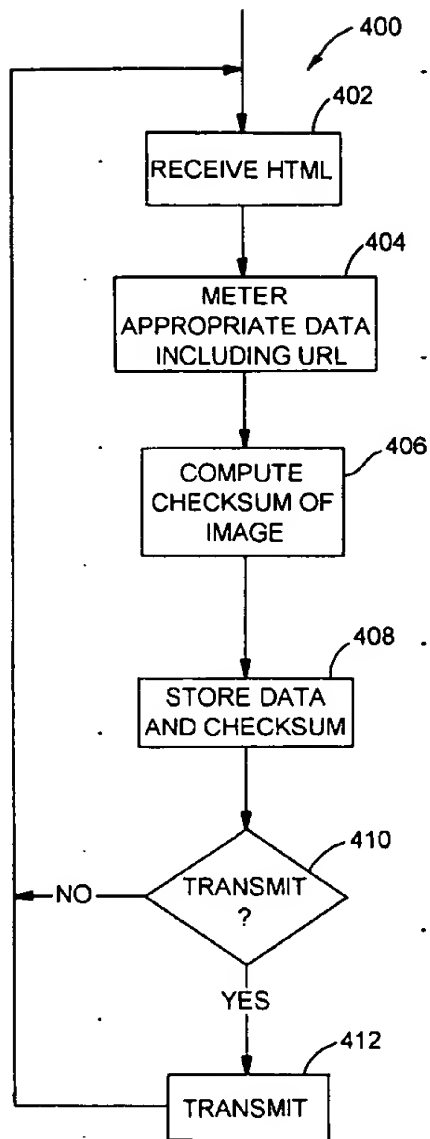 400
402
RECEIVE HTML
404
METER
APPROPRIATE DATA
INCLUDING URL
406
COMPUTE
CHECKSUM OF
IMAGE
408
STORE DATA
AND CHECKSUM
410
TRANSMIT
?
NO
YES
412
TRANSMIT